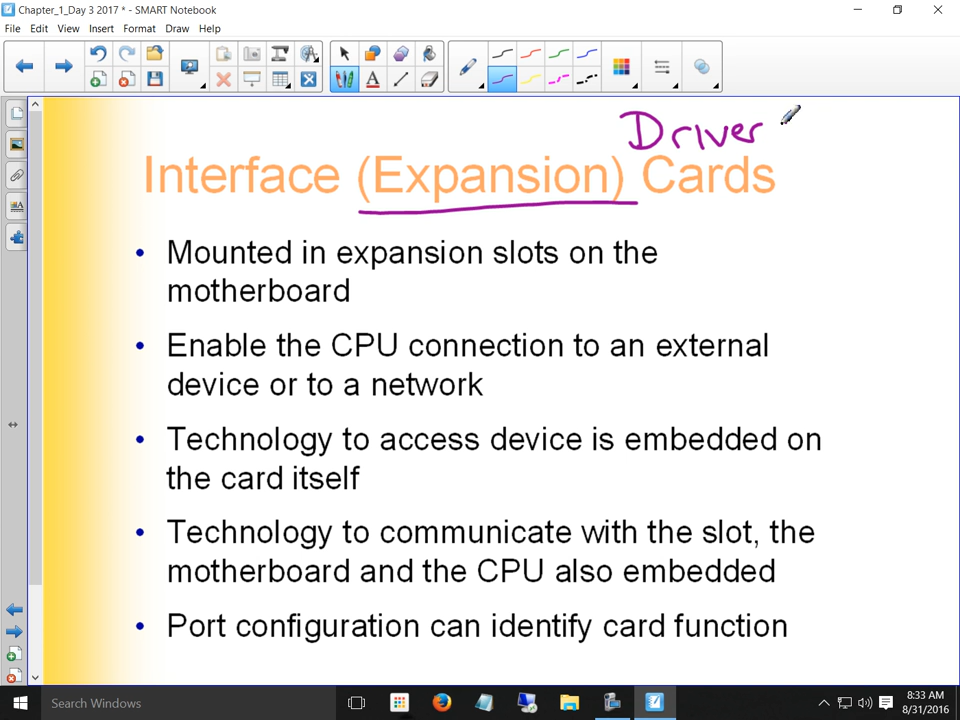 Chapter_1_Day 3 2017 * - SMART Notebook
File Edit View Insert Format Draw Help
Driver
Interface (Expansion) Cards
• Mounted in expansion slots on the
motherboard
• Enable the CPU connection to an external
device or to a network
• Technology to access device is embedded on
the card itself
• Technology to communicate with the slot, the
motherboard and the CPU also embedded
• Port configuration can identify card function
Search Windows
8:33 AM
8/31/2016